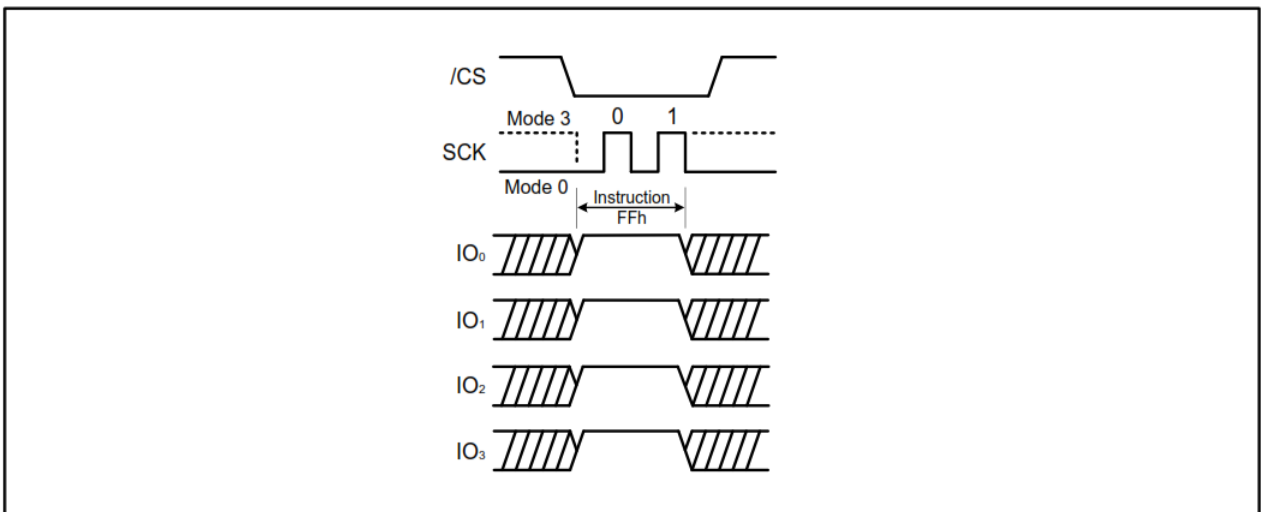 /CS
Mode 3 0 1
SCK
Mode 0
Instruction
FFh
IO₀
IO₁
IO₂
IO₃